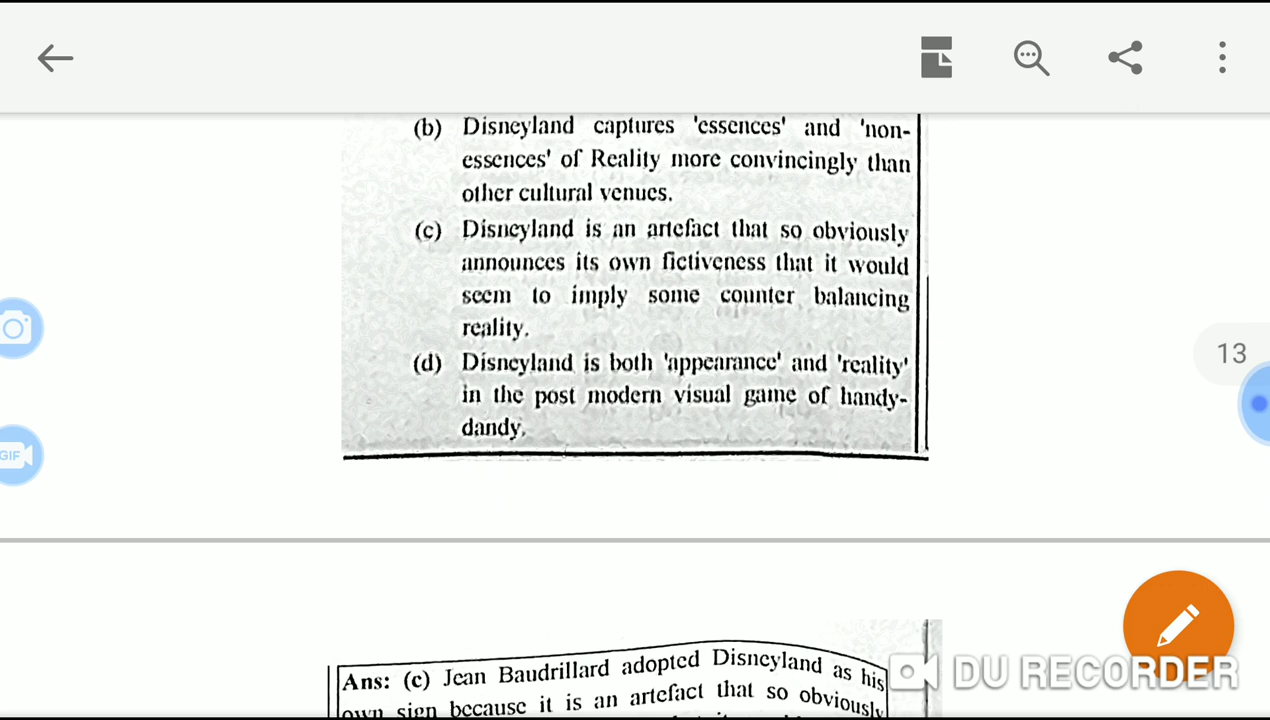 (b) Disneyland captures 'essences' and 'non-
essences' of Reality more convincingly than
other cultural venues.
(c) Disneyland is an artefact that so obviously
announces its own fictiveness that it would
seem to imply some counter balancing
reality.
13
(d) Disneyland is both 'appearance' and 'reality'
in the post modern visual game of handy-
dandy.
GIF
Ans: (c) Jean Baudrillard adopted Disneyland as his
own sign because it is an artefact that so obviously
DU RECORDER